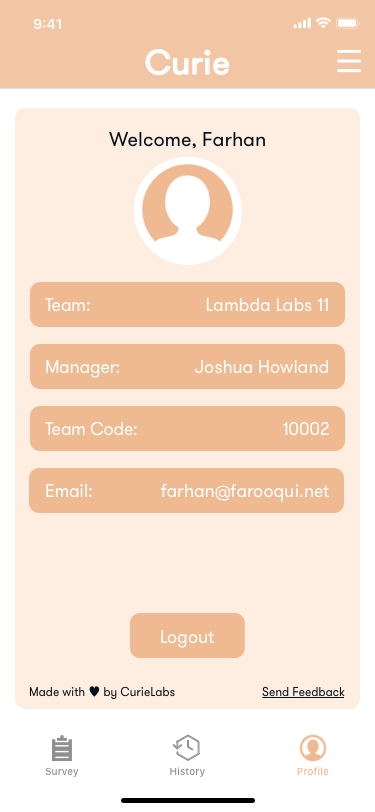 9:41
Curie
Welcome, Farhan
Team: Lambda Labs 11
Manager: Joshua Howland
Team Code: 10002
Email: farhan@farooqui.net
Logout
Made with ♥ by CurieLabs Send Feedback
Survey History Profile